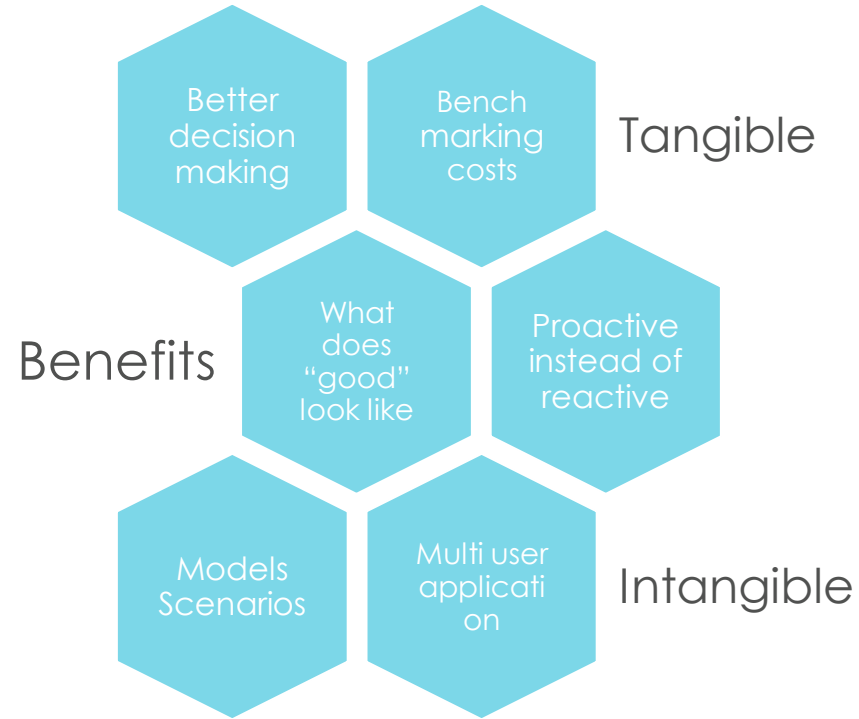 Better
decision
making
Bench
marking
costs
Tangible
Benefits
What
does
“good”
look like
Proactive
instead of
reactive
Models
Scenarios
Multi user
applicati
on
Intangible